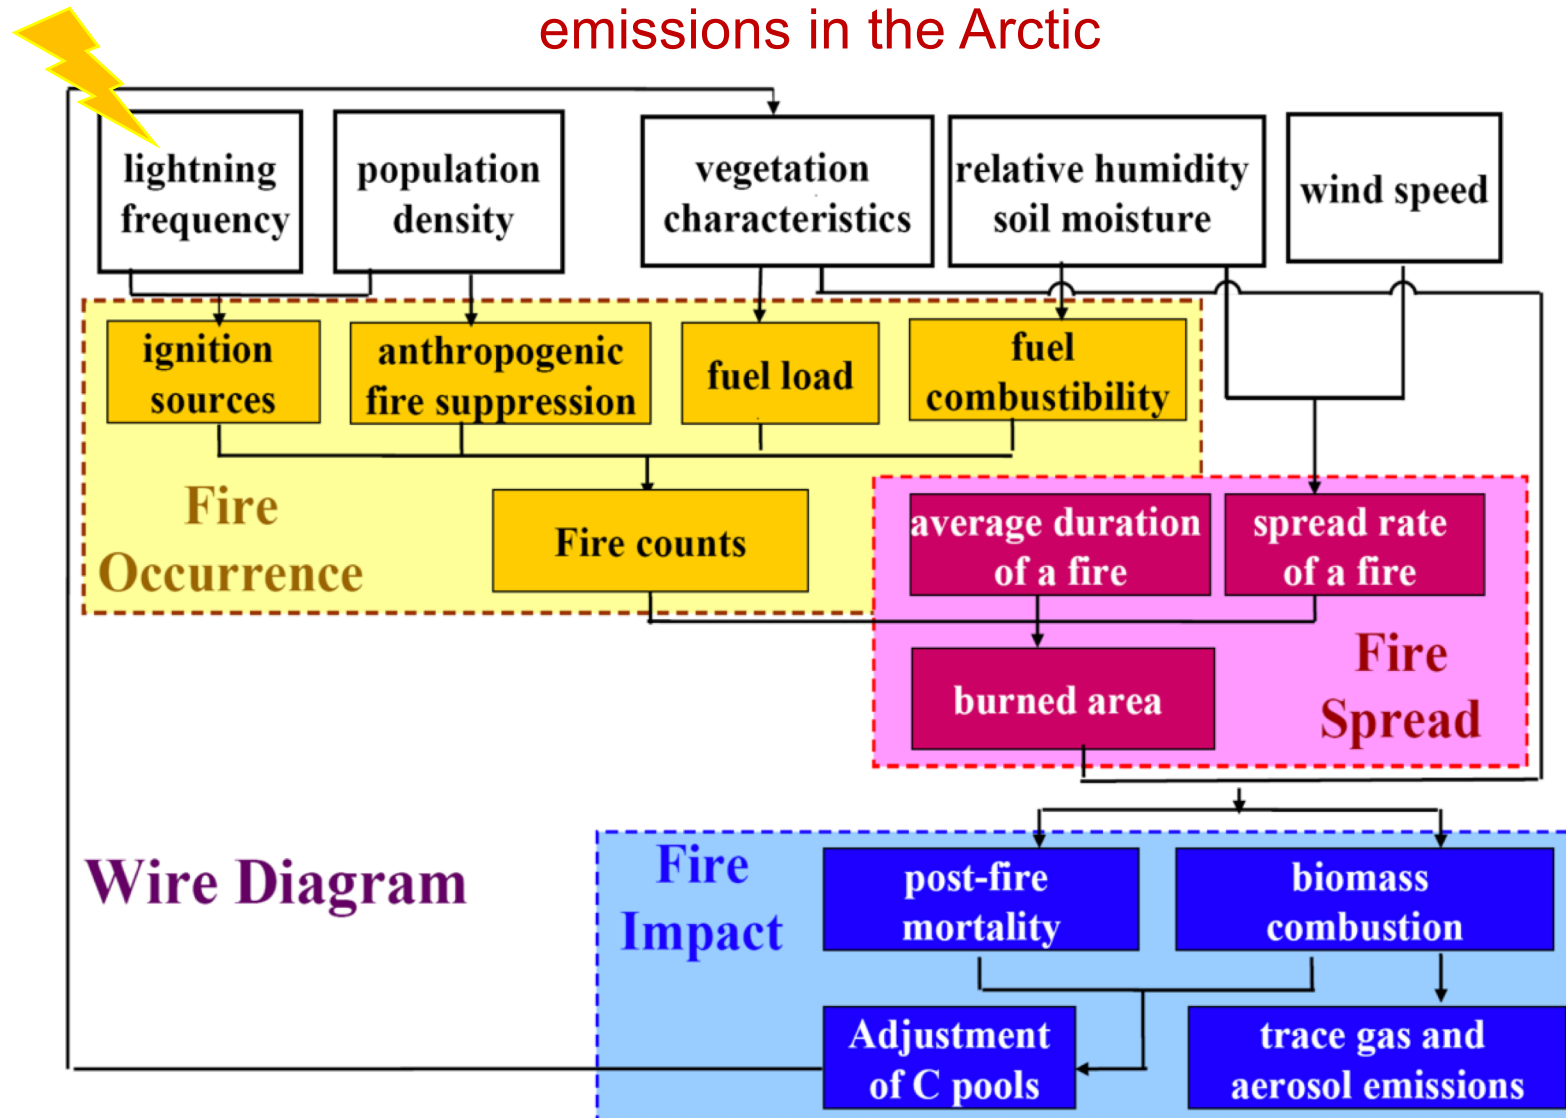 emissions in the Arctic
lightning
frequency
population
density
vegetation
characteristics
relative humidity
soil moisture
wind speed
ignition
sources
anthropogenic
fire suppression
fuel load
fuel
combustibility
Fire
Occurrence
Fire counts
average duration
of a fire
spread rate
of a fire
burned area
Fire
Spread
Wire Diagram
Fire
Impact
post-fire
mortality
biomass
combustion
Adjustment
of C pools
trace gas and
aerosol emissions